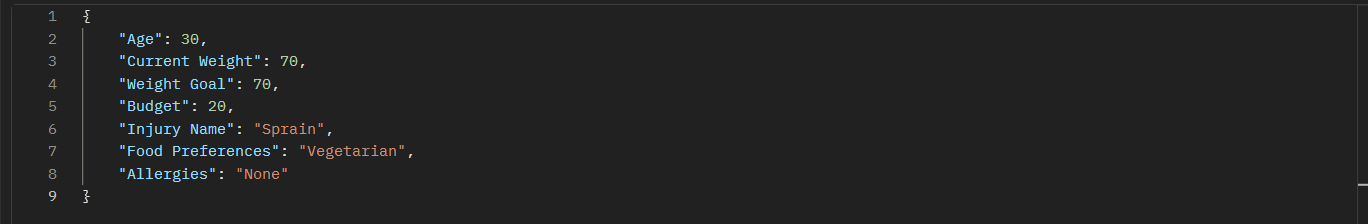 1 {
2 "Age": 30,
3 "Current Weight": 70,
4 "Weight Goal": 70,
5 "Budget": 20,
6 "Injury Name": "Sprain",
7 "Food Preferences": "Vegetarian",
8 "Allergies": "None"
9 }